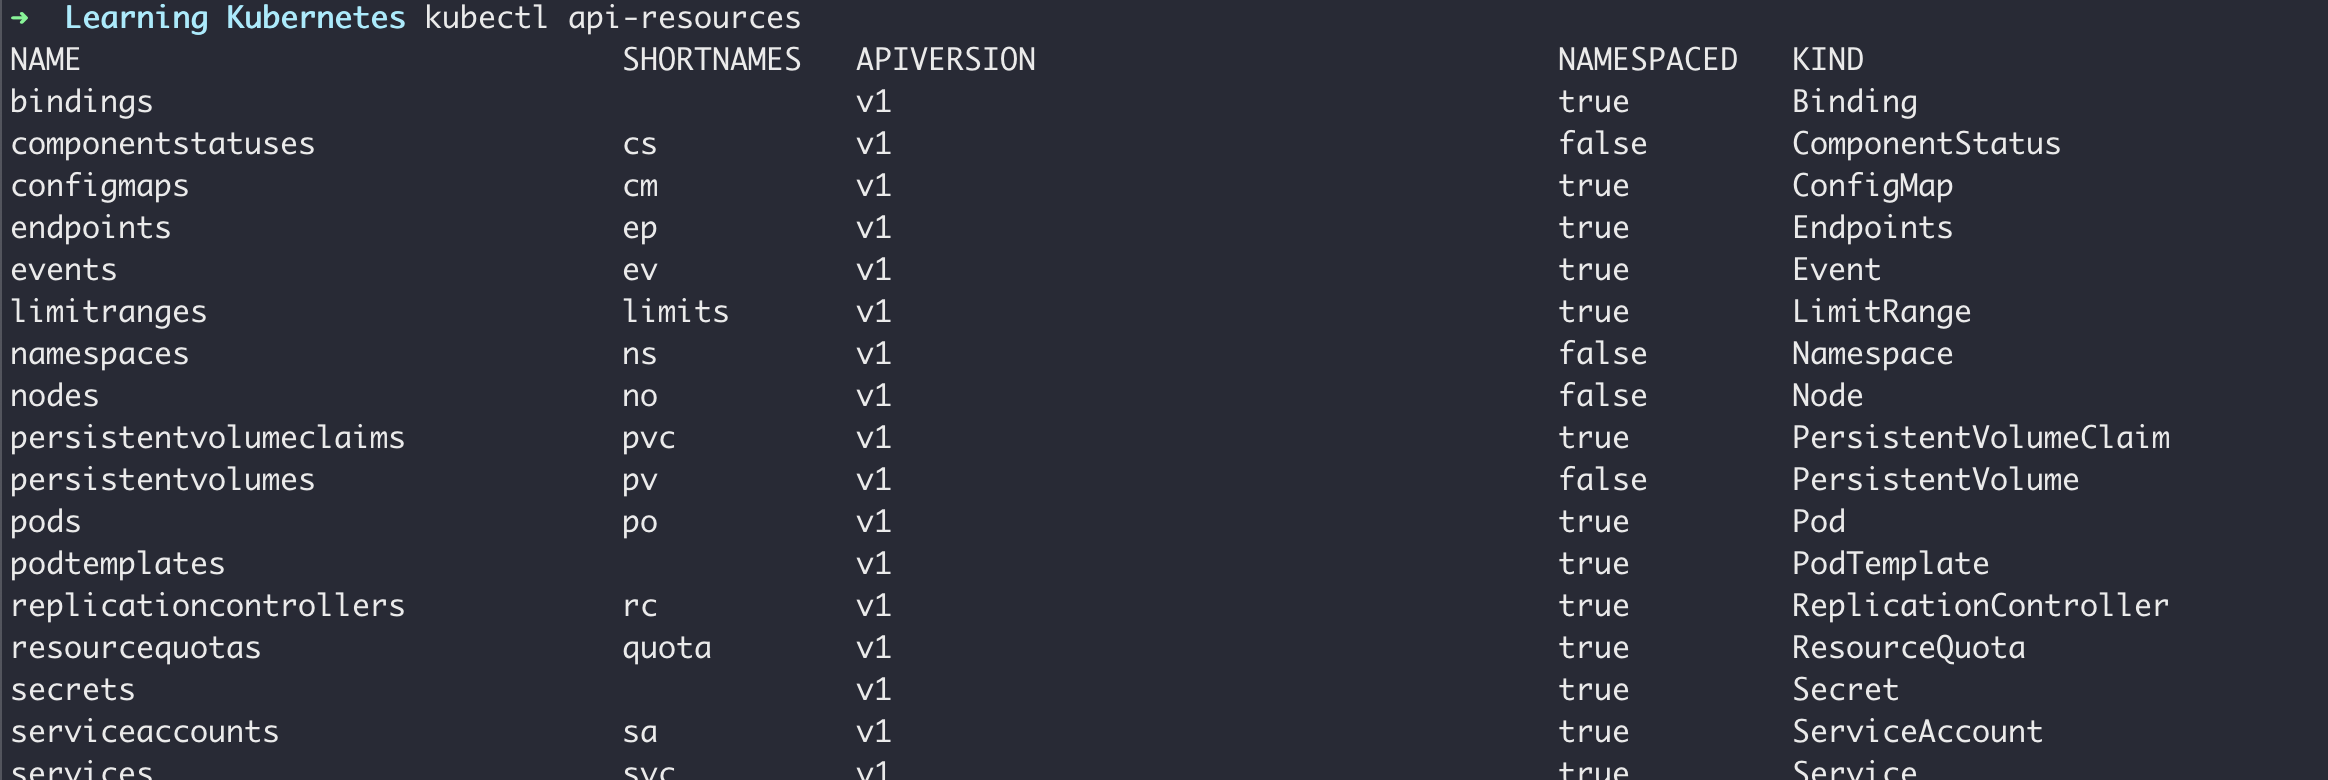 ➜ Learning Kubernetes kubectl api-resources
NAME SHORTNAMES APIVERSION NAMESPACED KIND
bindings v1 true Binding
componentstatuses cs v1 false ComponentStatus
configmaps cm v1 true ConfigMap
endpoints ep v1 true Endpoints
events ev v1 true Event
limitranges limits v1 true LimitRange
namespaces ns v1 false Namespace
nodes no v1 false Node
persistentvolumeclaims pvc v1 true PersistentVolumeClaim
persistentvolumes pv v1 false PersistentVolume
pods po v1 true Pod
podtemplates v1 true PodTemplate
replicationcontrollers rc v1 true ReplicationController
resourcequotas quota v1 true ResourceQuota
secrets v1 true Secret
serviceaccounts sa v1 true ServiceAccount
services svc v1 true Service